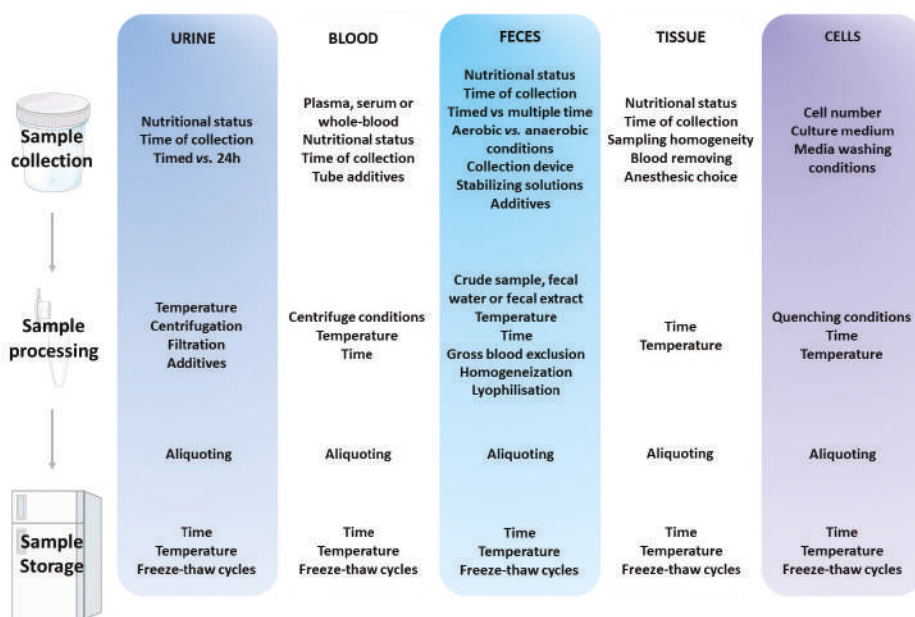 URINE
BLOOD
FECES
TISSUE
CELLS
Sample
collection
Nutritional status
Time of collection
Timed vs. 24h
Plasma, serum or
whole-blood
Nutritional status
Time of collection
Tube additives
Nutritional status
Time of collection
Timed vs multiple time
Aerobic vs. anaerobic
conditions
Collection device
Stabilizing solutions
Additives
Nutritional status
Time of collection
Sampling homogeneity
Blood removing
Anesthesic choice
Cell number
Culture medium
Media washing
conditions
Sample
processing
Temperature
Centrifugation
Filtration
Additives
Centrifuge conditions
Temperature
Time
Crude sample, fecal
water or fecal extract
Temperature
Time
Gross blood exclusion
Homogeneization
Lyophilisation
Time
Temperature
Quenching conditions
Time
Temperature
Aliquoting
Aliquoting
Aliquoting
Aliquoting
Aliquoting
Sample
Storage
Time
Temperature
Freeze-thaw cycles
Time
Temperature
Freeze-thaw cycles
Time
Temperature
Freeze-thaw cycles
Time
Temperature
Freeze-thaw cycles
Time
Temperature
Freeze-thaw cycles